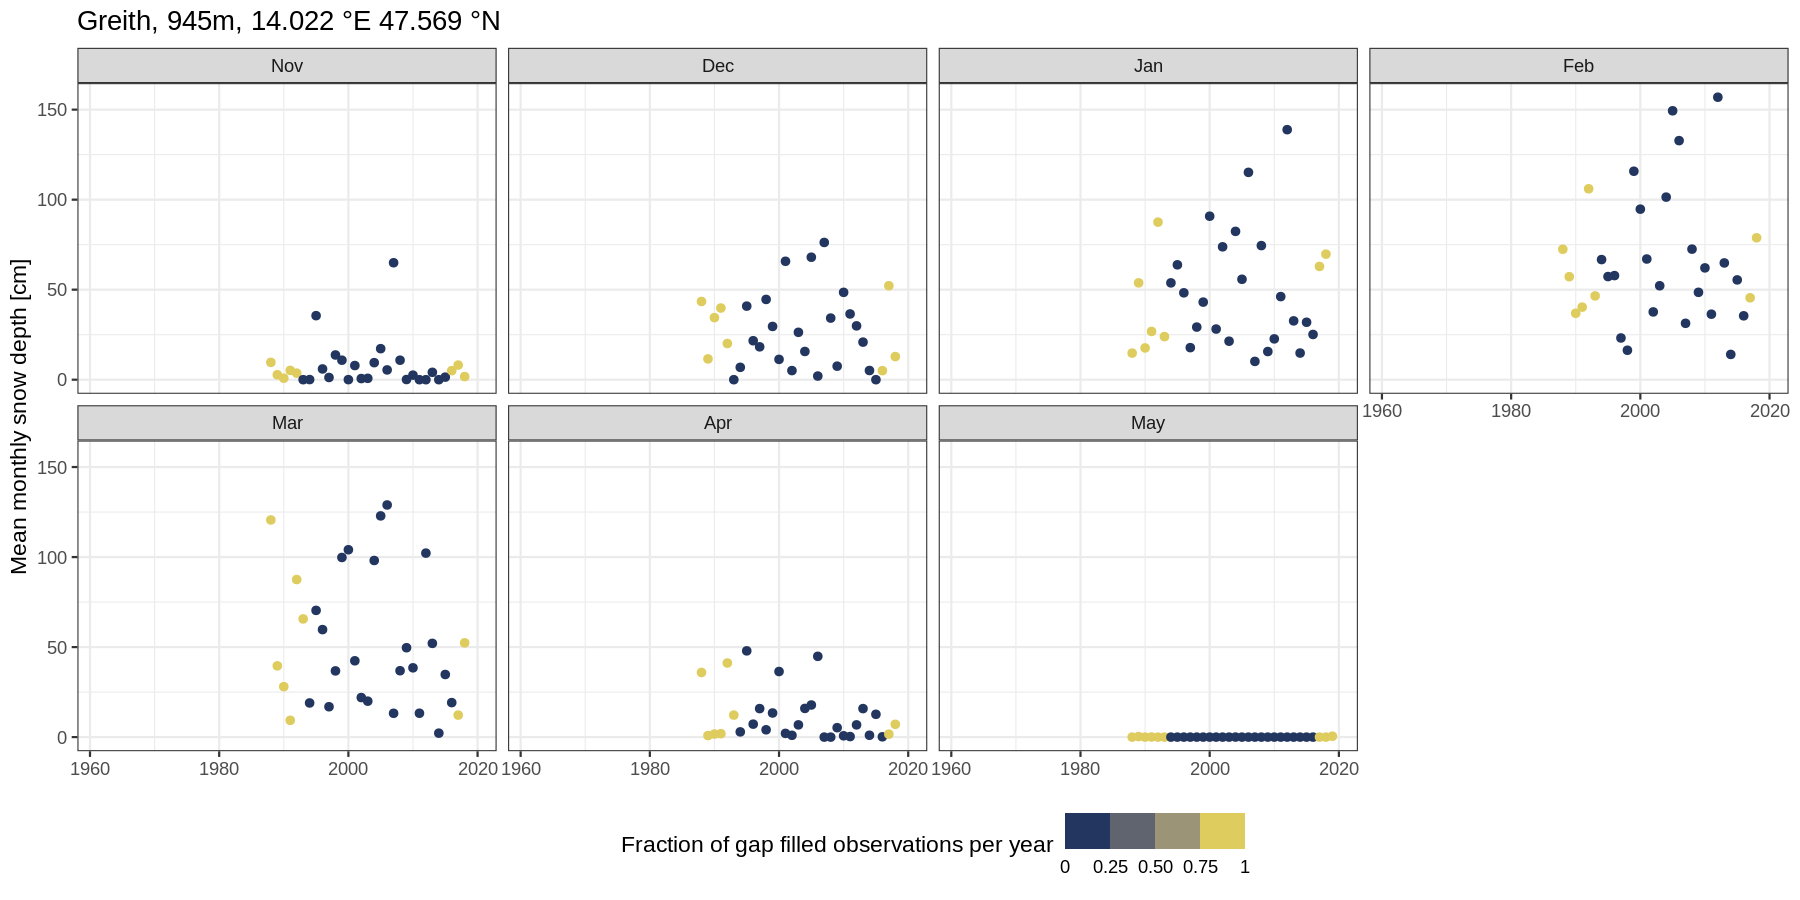 Greith, 945m, 14.022 °E 47.569 °N
Nov Dec Jan Feb
Mean monthly snow depth [cm]
150
100
50
0
1960 1980 2000 2020
Mar Apr May
150
100
50
0
1960 1980 2000 2020 1960 1980 2000 2020 1960 1980 2000 2020
Fraction of gap filled observations per year
0 0.25 0.50 0.75 1